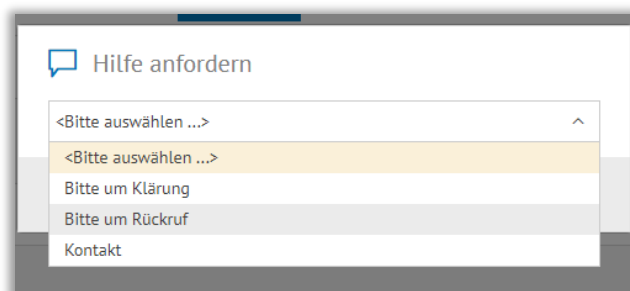 Hilfe anfordern
<Bitte auswählen ...>
<Bitte auswählen ...>
Bitte um Klärung
Bitte um Rückruf
Kontakt